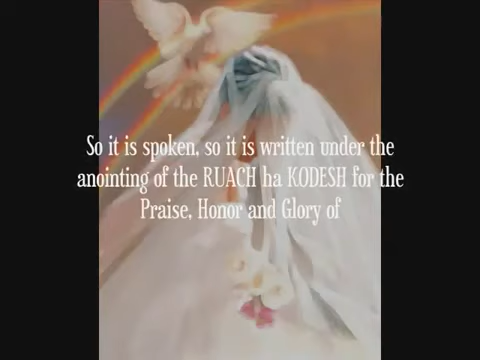 So it is spoken, so it is written under the
anointing of the RUACH ha KODESH for the
Praise, Honor and Glory of